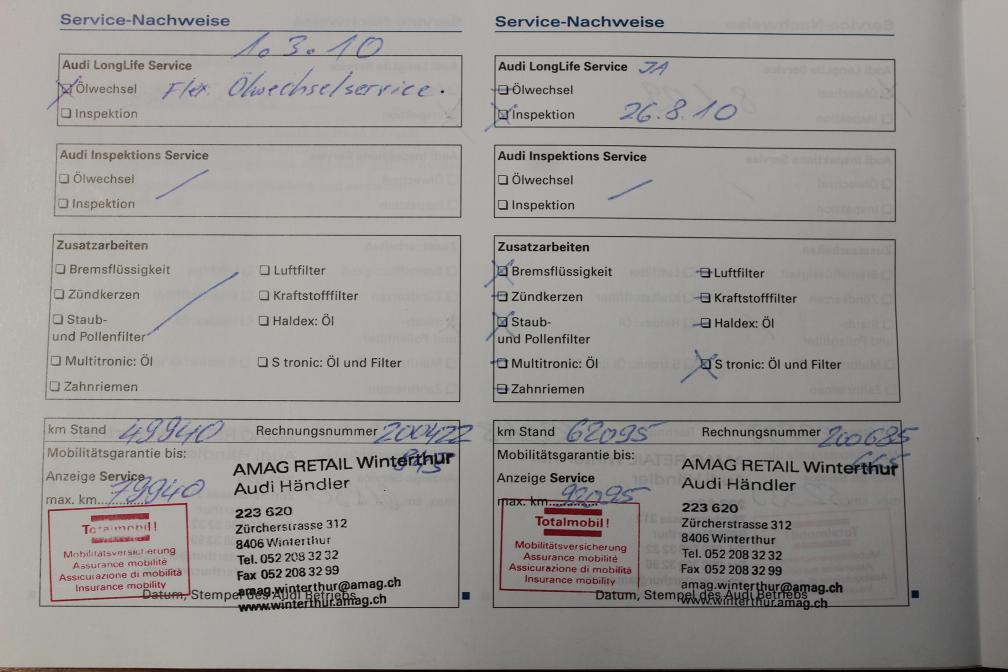 Service-Nachweise
1.3.10
Audi LongLife Service
Ölwechsel Flex. Ölwechselservice.
Inspektion
Audi Inspektions Service
Ölwechsel
Inspektion
Zusatzarbeiten
Bremsflüssigkeit Luftfilter
Zündkerzen Kraftstofffilter
Staub- Haldex: Öl
und Pollenfilter
Multitronic: Öl S tronic: Öl und Filter
Zahnriemen
km Stand 49940 Rechnungsnummer 200422
Mobilitätsgarantie bis: 845
Anzeige Service
max. km 79940
AMAG RETAIL Winterthur
Audi Händler
223 620
Zürcherstrasse 312
8406 Winterthur
Tel. 052 208 32 32
Fax 052 208 32 99
amag.winterthur@amag.ch
www.winterthur.amag.ch
Totalmobil!
Mobilitätsversicherung
Assurance mobilité
Assicurazione di mobilità
Insurance mobility
Datum, Stempel des Audi Betriebs
Service-Nachweise
Audi LongLife Service JA
Ölwechsel
Inspektion 26.8.10
Audi Inspektions Service
Ölwechsel
Inspektion
Zusatzarbeiten
Bremsflüssigkeit Luftfilter
Zündkerzen Kraftstofffilter
Staub- Haldex: Öl
und Pollenfilter
Multitronic: Öl S tronic: Öl und Filter
Zahnriemen
km Stand 62095 Rechnungsnummer 200685
Mobilitätsgarantie bis:
Anzeige Service
max. km 92095
AMAG RETAIL Winterthur
Audi Händler
223 620
Zürcherstrasse 312
8406 Winterthur
Tel. 052 208 32 32
Fax 052 208 32 99
amag.winterthur@amag.ch
www.winterthur.amag.ch
Totalmobil!
Mobilitätsversicherung
Assurance mobilité
Assicurazione di mobilità
Insurance mobility
Datum, Stempel des Audi Betriebs